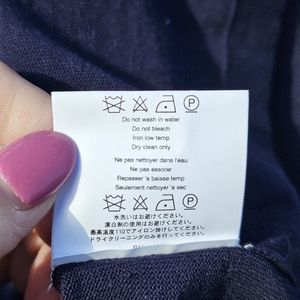 Do not wash in water
Do not bleach
Iron low temp
Dry clean only
Ne pas nettoyer dans l'eau
Ne pas essorer
Repasser 'a baisse temp
Seulement nettoyer 'a sec
水洗いはお避けください。
漂白剤の使用はお避けください。
最高温度110でアイロン掛けしてください。
ドライクリーニングのみを行ってください。